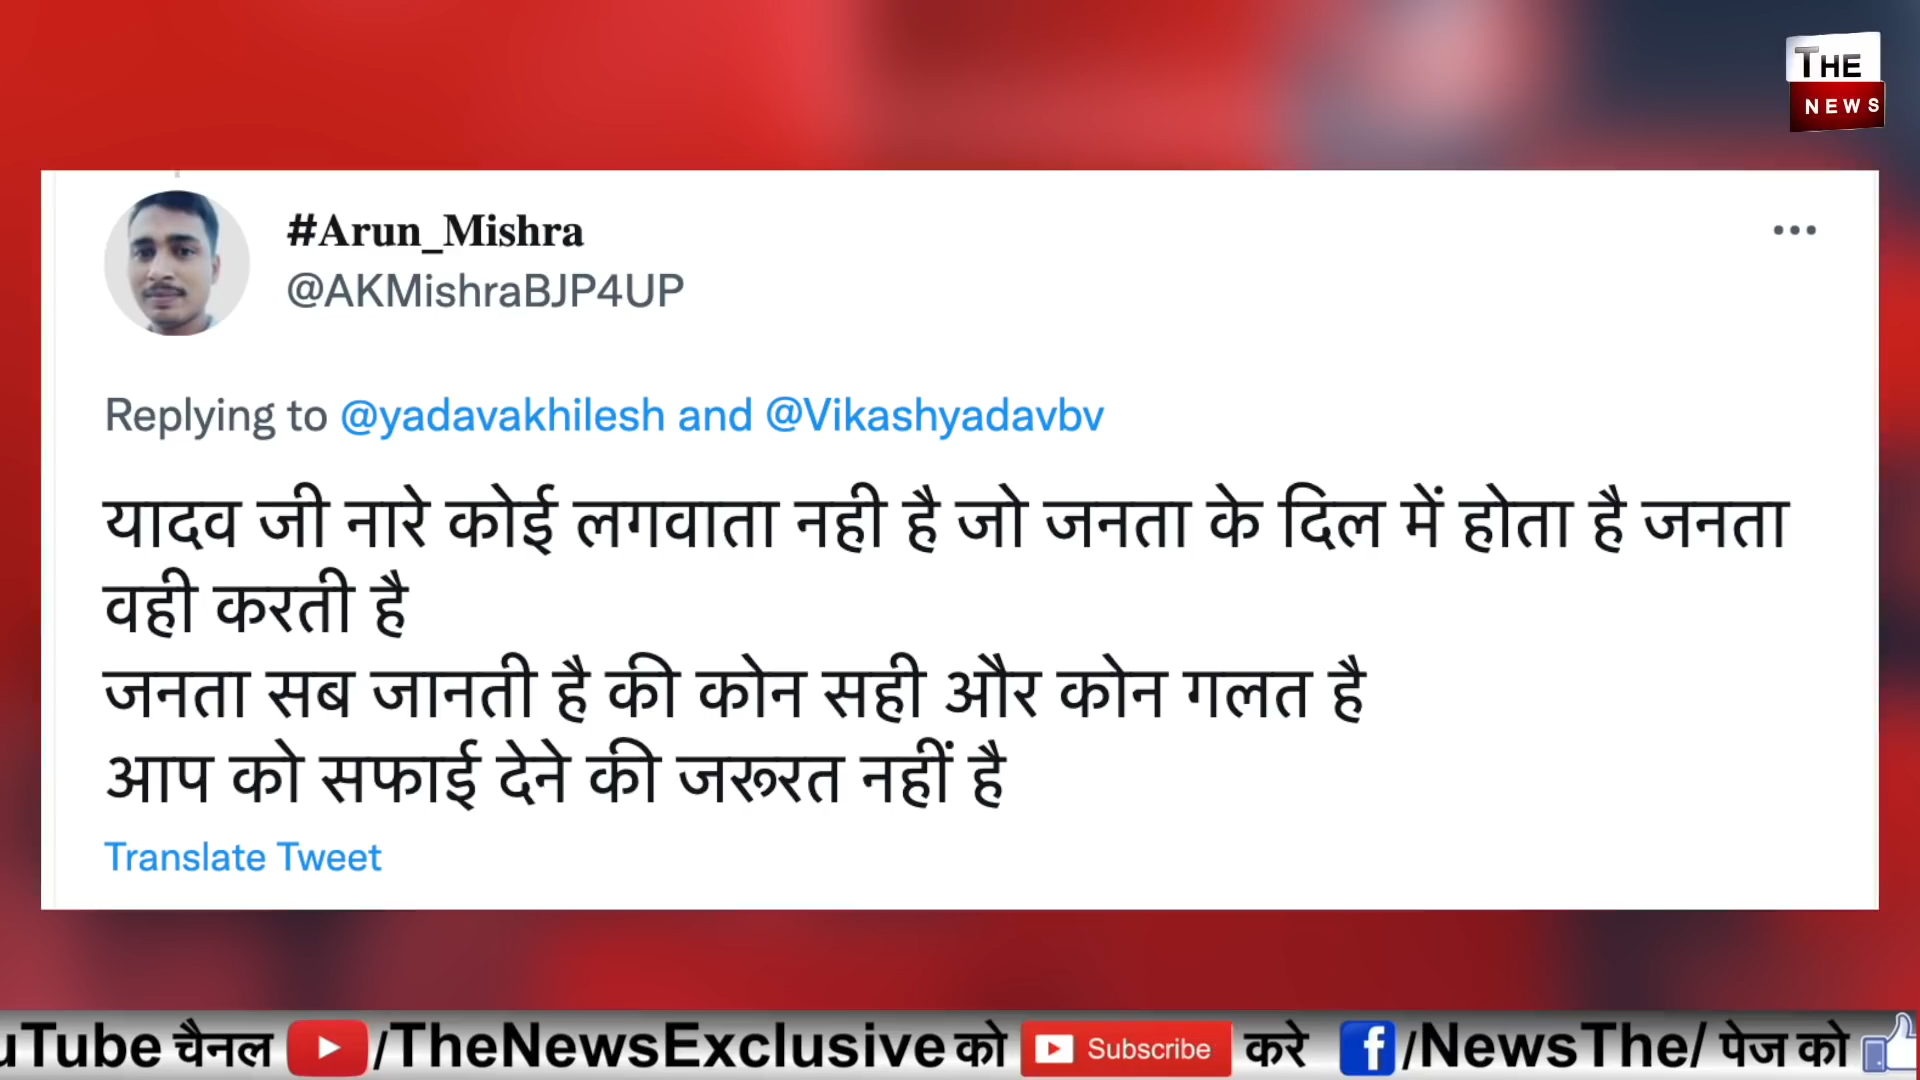 THE
NEWS
#Arun_Mishra
@AKMishraBJP4UP
Replying to @yadavakhilesh and @Vikashyadavbv
यादव जी नारे कोई लगवाता नही है जो जनता के दिल में होता है जनता
वही करती है
जनता सब जानती है की कोन सही और कोन गलत है
आप को सफाई देने की जरूरत नहीं है
Translate Tweet
uTube चैनल /TheNewsExclusive को Subscribe करे f/NewsThe/ पेज को